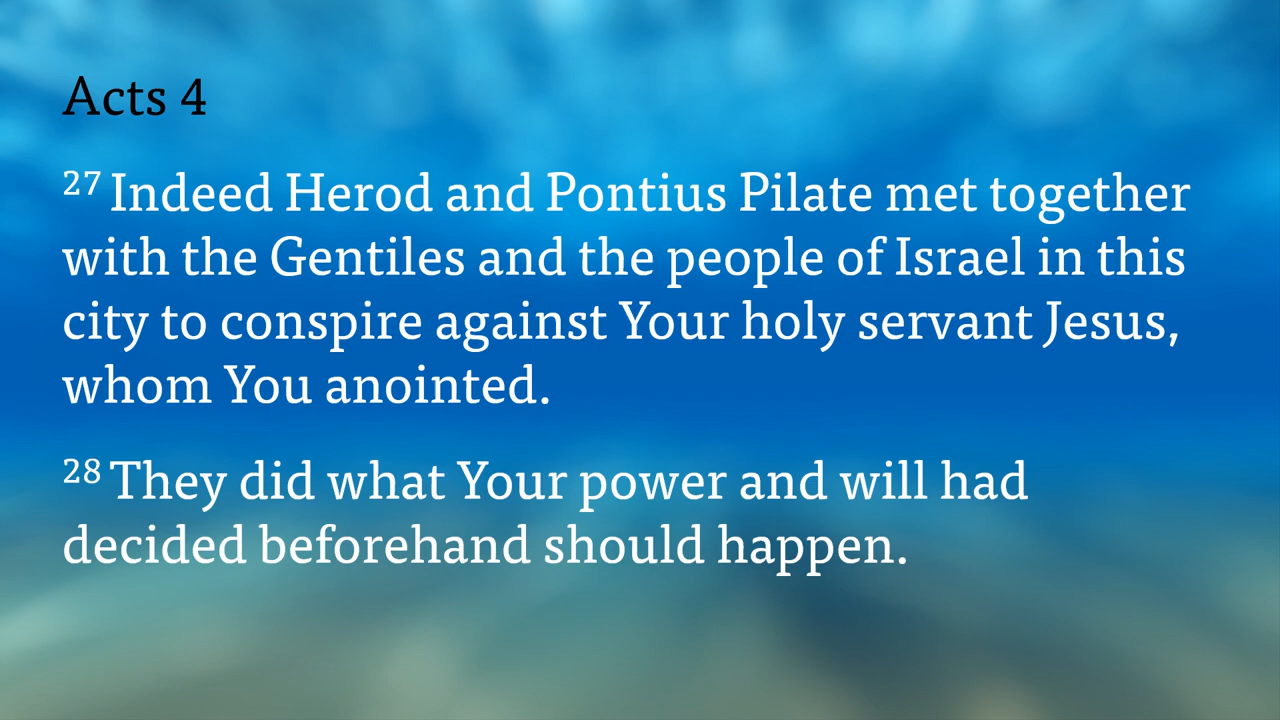 Acts 4
27 Indeed Herod and Pontius Pilate met together
with the Gentiles and the people of Israel in this
city to conspire against Your holy servant Jesus,
whom You anointed.
28 They did what Your power and will had
decided beforehand should happen.